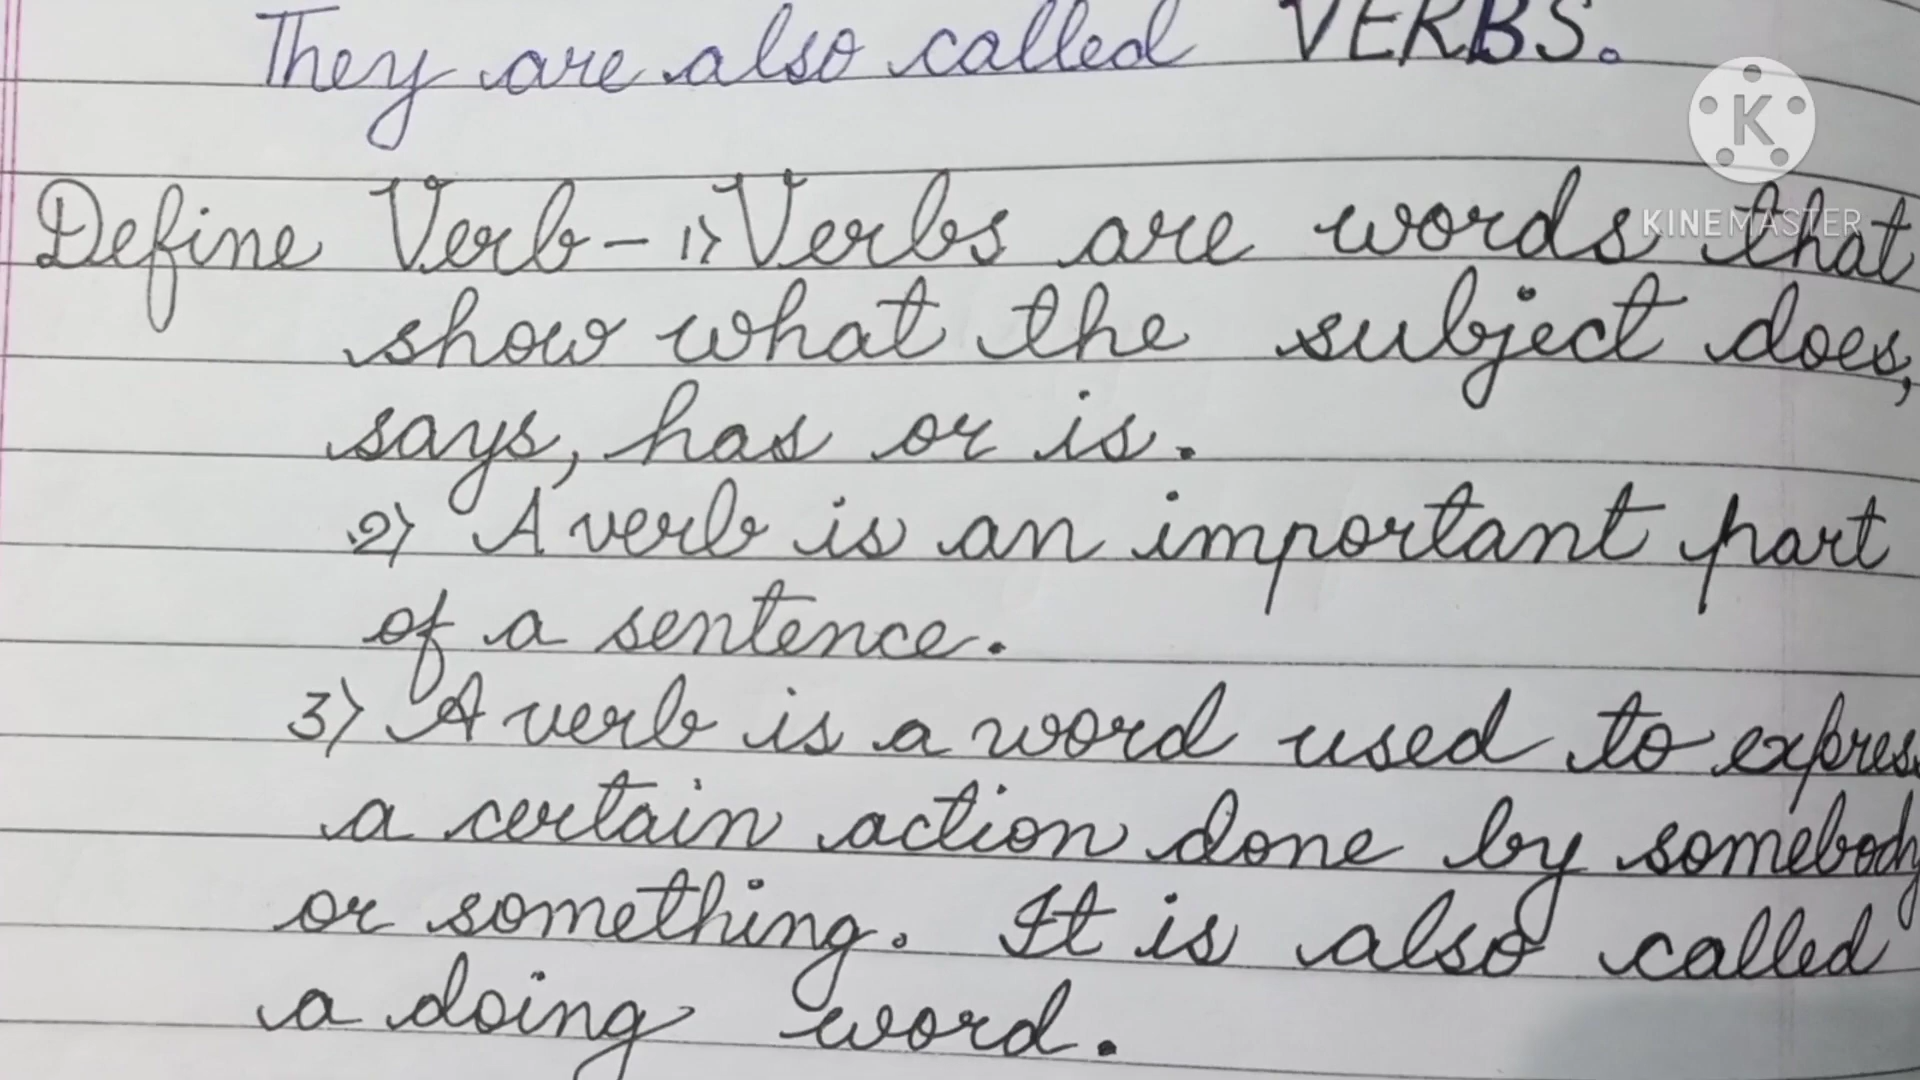 They are also called VERBS.
K
KINEMASTER
Define Verb - 1) Verbs are words that
show what the subject does,
says, has or is.
2) A verb is an important part
of a sentence.
3) A verb is a word used to expres
a certain action done by somebody
or something. It is also called
a doing word.